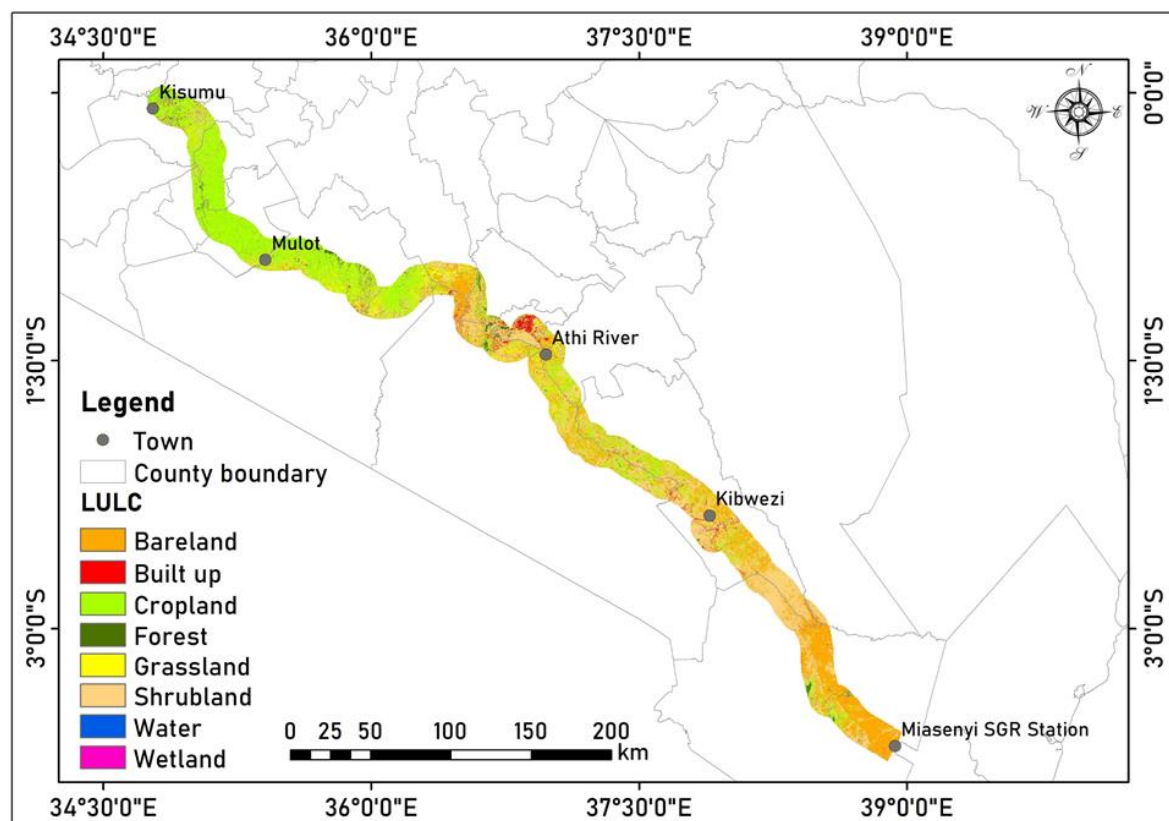 34°30'0"E 36°0'0"E 37°30'0"E 39°0'0"E
N
W E
S
0°0'0"
Kisumu
Mulot
Athi River
1°30'0"S 1°30'0"S
Legend
Town
County boundary
LULC
Kibwezi
Bareland
Built up
Cropland
Forest
3°0'0"S 3°0'0"S
Grassland
Shrubland
Water
Wetland
0 25 50 100 150 200
km
Miasenyi SGR Station
34°30'0"E 36°0'0"E 37°30'0"E 39°0'0"E